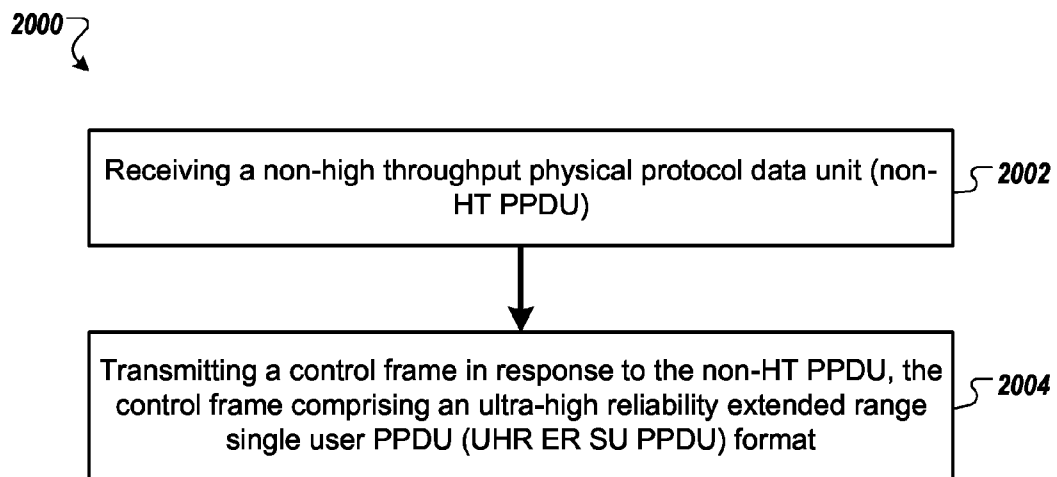 2000
Receiving a non-high throughput physical protocol data unit (non-
HT PPDU)
2002
Transmitting a control frame in response to the non-HT PPDU, the
control frame comprising an ultra-high reliability extended range
single user PPDU (UHR ER SU PPDU) format
2004